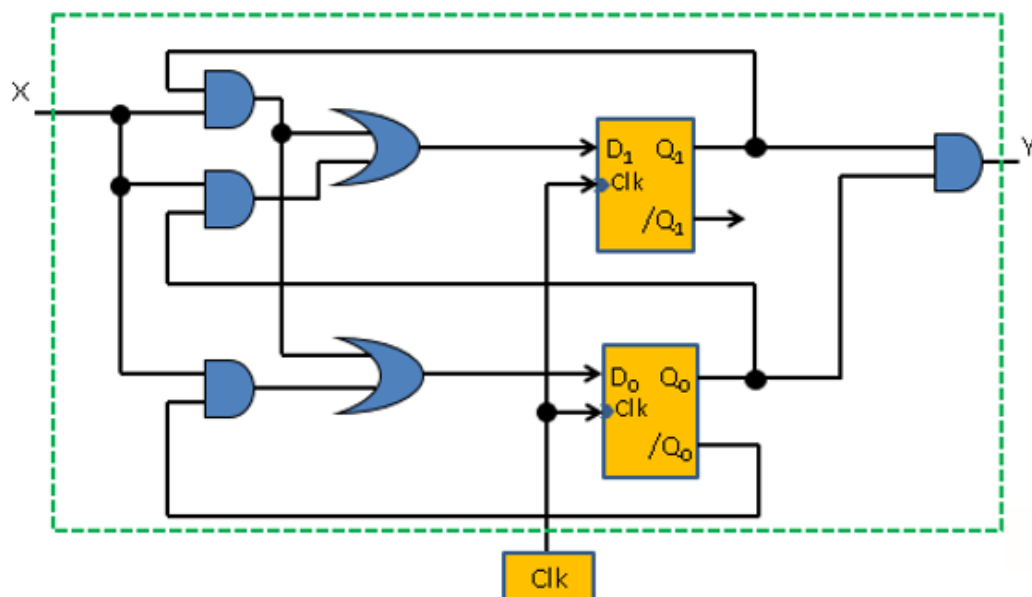 X
D₁ Q₁
Clk
/Q₁
Y
D₀ Q₀
Clk
/Q₀
Clk